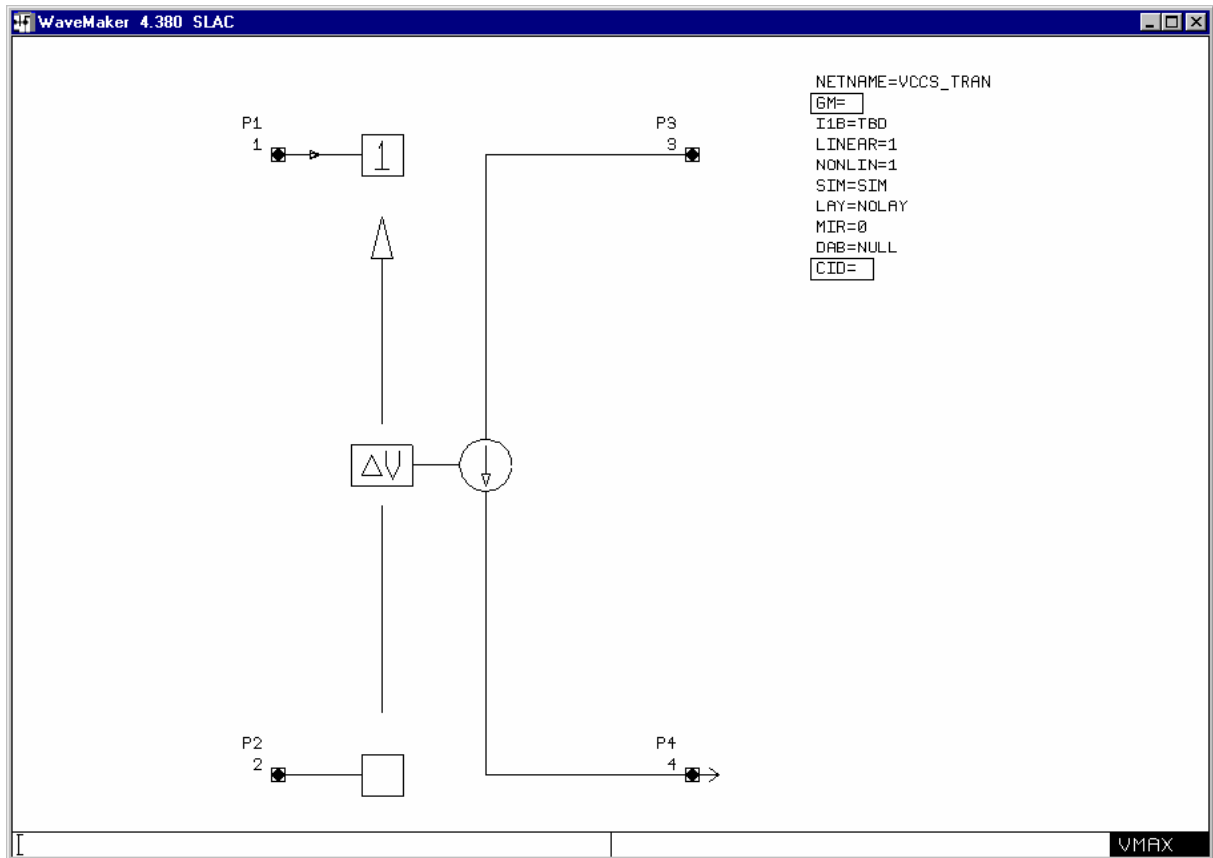 WaveMaker 4.380 SLAC
NETNAME=VCCS_TRAN
GM=
I1B=TBD
LINEAR=1
NONLIN=1
SIM=SIM
LAY=NOLAY
MIR=0
DAB=NULL
CID=
P1
1
1
P3
3
ΔV
P2
2
P4
4
VMAX